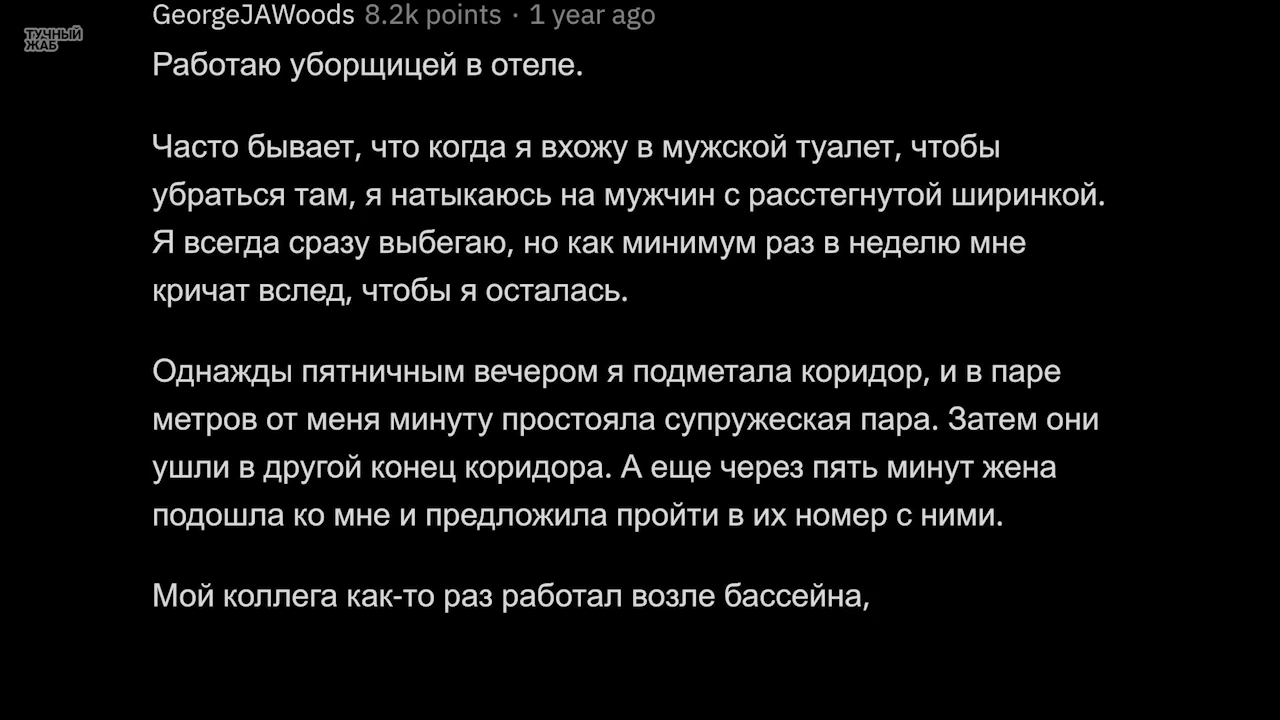 GeorgeJAWoods 8.2k points · 1 year ago
ТУЧНЫЙ
ЖАБ
Работаю уборщицей в отеле.
Часто бывает, что когда я вхожу в мужской туалет, чтобы
убраться там, я натыкаюсь на мужчин с расстегнутой ширинкой.
Я всегда сразу выбегаю, но как минимум раз в неделю мне
кричат вслед, чтобы я осталась.
Однажды пятничным вечером я подметала коридор, и в паре
метров от меня минуту простояла супружеская пара. Затем они
ушли в другой конец коридора. А еще через пять минут жена
подошла ко мне и предложила пройти в их номер с ними.
Мой коллега как-то раз работал возле бассейна,